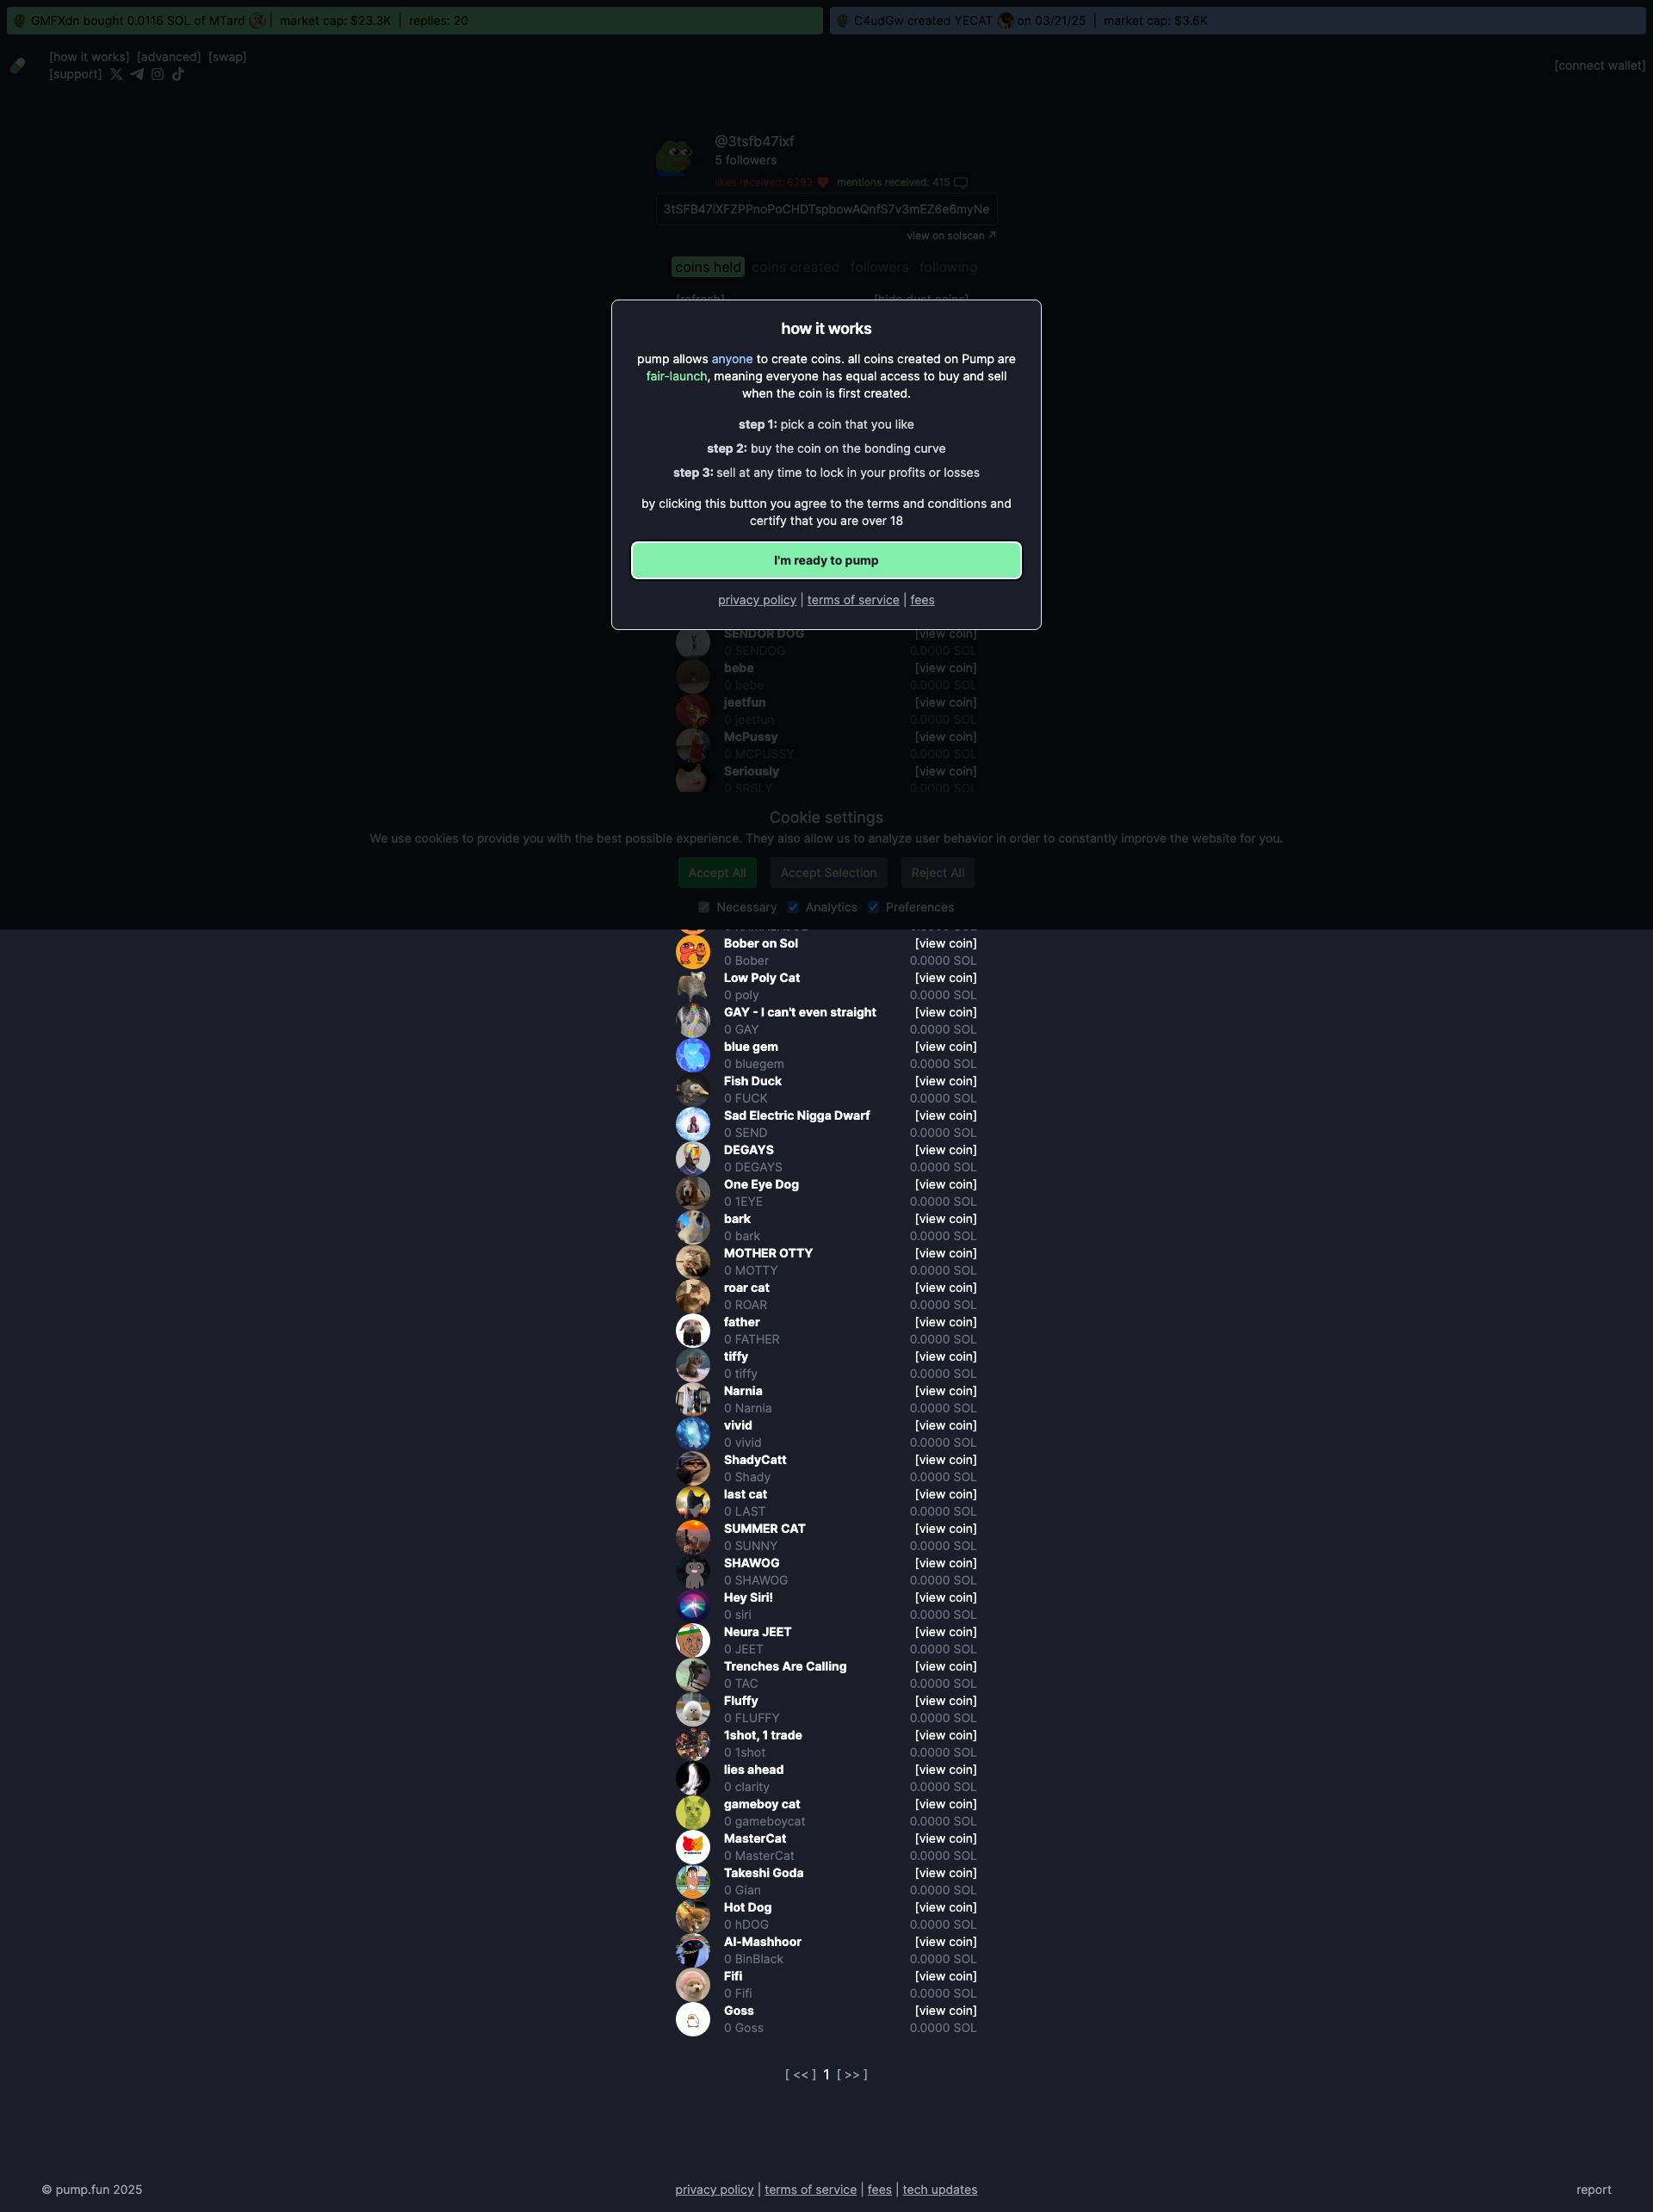 GMFXdn bought 0.0116 SOL of MTard | market cap: $23.3K | replies: 20
C4udGw created YECAT on 03/21/25 | market cap: $3.6K
[how it works] [advanced] [swap]
[support]
[connect wallet]
@3tsfb47ixf
5 followers
likes received: 6293 mentions received: 415
3tSFB47iXFZPPnoPoCHDTspbowAQnfS7v3mEZ6e6myNe
view on solscan ↗
coins held coins created followers following
[refresh] [hide dust coins]
how it works
pump allows anyone to create coins. all coins created on Pump are
fair-launch, meaning everyone has equal access to buy and sell
when the coin is first created.
step 1: pick a coin that you like
step 2: buy the coin on the bonding curve
step 3: sell at any time to lock in your profits or losses
by clicking this button you agree to the terms and conditions and
certify that you are over 18
I'm ready to pump
privacy policy | terms of service | fees
SENDOR DOG [view coin]
0 SENDOG 0.0000 SOL
bebe [view coin]
0 bebe 0.0000 SOL
jeetfun [view coin]
0 jeetfun 0.0000 SOL
McPussy [view coin]
0 MCPUSSY 0.0000 SOL
Seriously [view coin]
0 SRSLY 0.0000 SOL
Cookie settings
We use cookies to provide you with the best possible experience. They also allow us to analyze user behavior in order to constantly improve the website for you.
Accept All Accept Selection Reject All
Necessary Analytics Preferences
Bober on Sol [view coin]
0 Bober 0.0000 SOL
Low Poly Cat [view coin]
0 poly 0.0000 SOL
GAY - I can't even straight [view coin]
0 GAY 0.0000 SOL
blue gem [view coin]
0 bluegem 0.0000 SOL
Fish Duck [view coin]
0 FUCK 0.0000 SOL
Sad Electric Nigga Dwarf [view coin]
0 SEND 0.0000 SOL
DEGAYS [view coin]
0 DEGAYS 0.0000 SOL
One Eye Dog [view coin]
0 1EYE 0.0000 SOL
bark [view coin]
0 bark 0.0000 SOL
MOTHER OTTY [view coin]
0 MOTTY 0.0000 SOL
roar cat [view coin]
0 ROAR 0.0000 SOL
father [view coin]
0 FATHER 0.0000 SOL
tiffy [view coin]
0 tiffy 0.0000 SOL
Narnia [view coin]
0 Narnia 0.0000 SOL
vivid [view coin]
0 vivid 0.0000 SOL
ShadyCatt [view coin]
0 Shady 0.0000 SOL
last cat [view coin]
0 LAST 0.0000 SOL
SUMMER CAT [view coin]
0 SUNNY 0.0000 SOL
SHAWOG [view coin]
0 SHAWOG 0.0000 SOL
Hey Siri! [view coin]
0 siri 0.0000 SOL
Neura JEET [view coin]
0 JEET 0.0000 SOL
Trenches Are Calling [view coin]
0 TAC 0.0000 SOL
Fluffy [view coin]
0 FLUFFY 0.0000 SOL
1shot, 1 trade [view coin]
0 1shot 0.0000 SOL
lies ahead [view coin]
0 clarity 0.0000 SOL
gameboy cat [view coin]
0 gameboycat 0.0000 SOL
MasterCat [view coin]
0 MasterCat 0.0000 SOL
Takeshi Goda [view coin]
0 Gian 0.0000 SOL
Hot Dog [view coin]
0 hDOG 0.0000 SOL
Al-Mashhoor [view coin]
0 BinBlack 0.0000 SOL
Fifi [view coin]
0 Fifi 0.0000 SOL
Goss [view coin]
0 Goss 0.0000 SOL
[ << ] 1 [ >> ]
© pump.fun 2025
privacy policy | terms of service | fees | tech updates
report